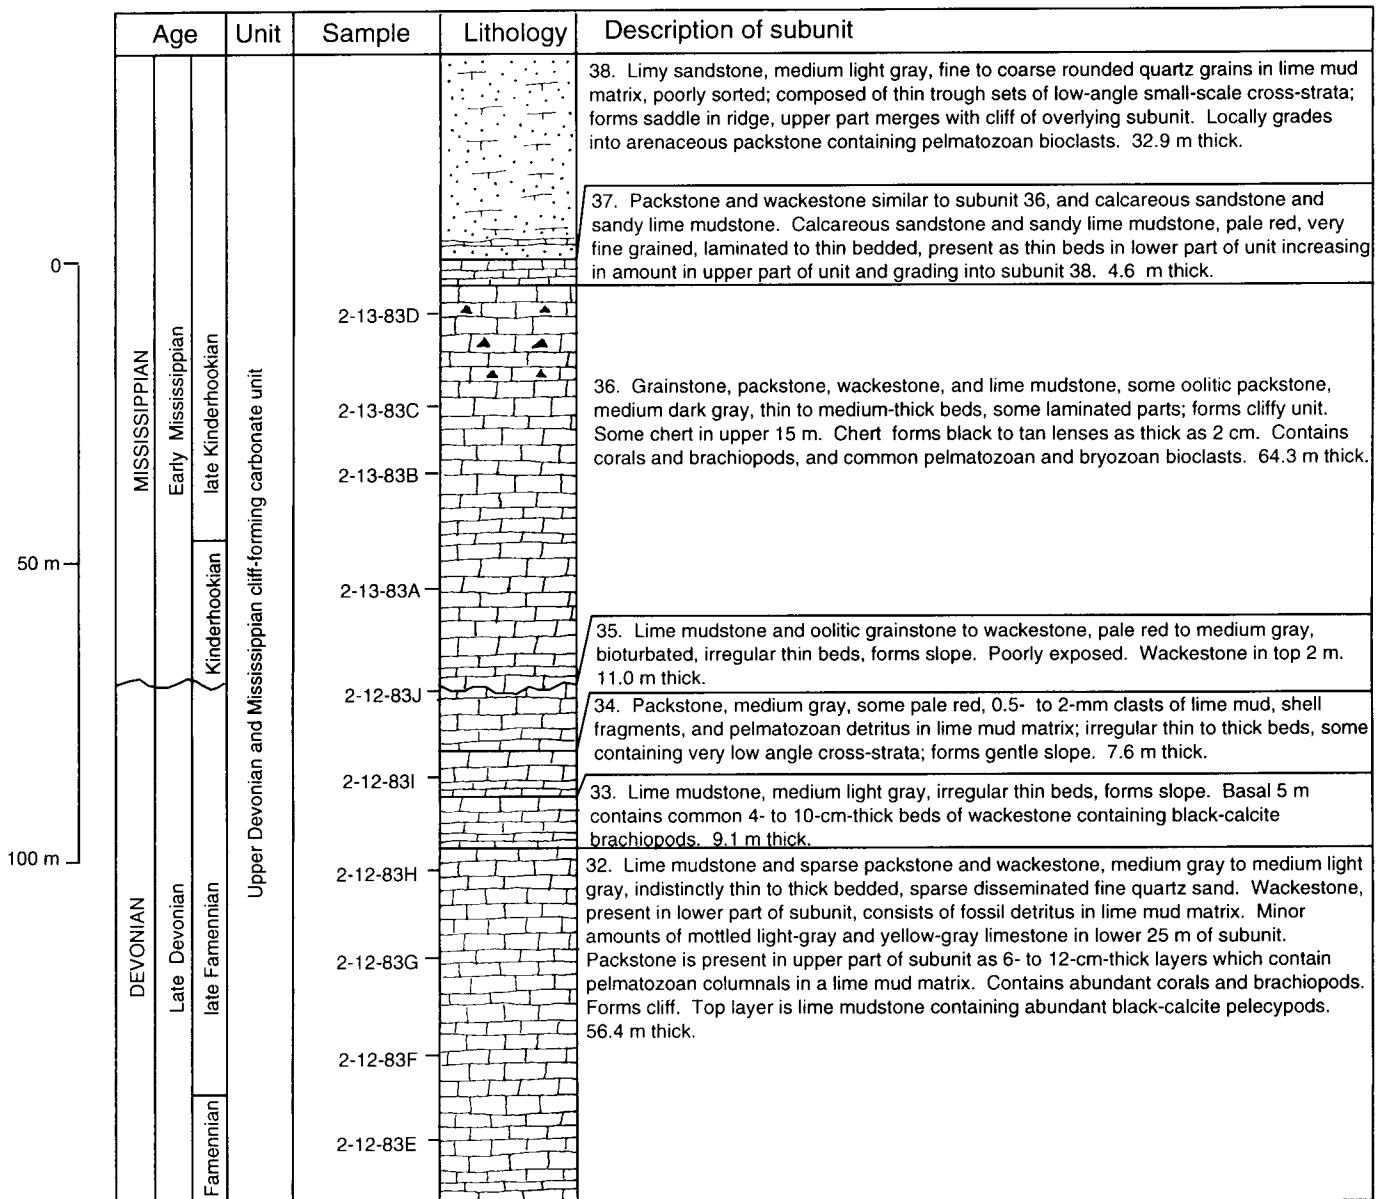 Age Unit Sample Lithology Description of subunit
38. Limy sandstone, medium light gray, fine to coarse rounded quartz grains in lime mud
matrix, poorly sorted; composed of thin trough sets of low-angle small-scale cross-strata;
forms saddle in ridge, upper part merges with cliff of overlying subunit. Locally grades
into arenaceous packstone containing pelmatozoan bioclasts. 32.9 m thick.
37. Packstone and wackestone similar to subunit 36, and calcareous sandstone and
sandy lime mudstone. Calcareous sandstone and sandy lime mudstone, pale red, very
fine grained, laminated to thin bedded, present as thin beds in lower part of unit increasing
in amount in upper part of unit and grading into subunit 38. 4.6 m thick.
0
2-13-83D
36. Grainstone, packstone, wackestone, and lime mudstone, some oolitic packstone,
medium dark gray, thin to medium-thick beds, some laminated parts; forms cliffy unit.
Some chert in upper 15 m. Chert forms black to tan lenses as thick as 2 cm. Contains
corals and brachiopods, and common pelmatozoan and bryozoan bioclasts. 64.3 m thick.
2-13-83C
2-13-83B
MISSISSIPPIAN
Early Mississippian
late Kinderhookian
50 m
2-13-83A
Kinderhookian
Upper Devonian and Mississippian cliff-forming carbonate unit
35. Lime mudstone and oolitic grainstone to wackestone, pale red to medium gray,
bioturbated, irregular thin beds, forms slope. Poorly exposed. Wackestone in top 2 m.
11.0 m thick.
2-12-83J
34. Packstone, medium gray, some pale red, 0.5- to 2-mm clasts of lime mud, shell
fragments, and pelmatozoan detritus in lime mud matrix; irregular thin to thick beds, some
containing very low angle cross-strata; forms gentle slope. 7.6 m thick.
2-12-83I
33. Lime mudstone, medium light gray, irregular thin beds, forms slope. Basal 5 m
contains common 4- to 10-cm-thick beds of wackestone containing black-calcite
brachiopods. 9.1 m thick.
100 m
2-12-83H
32. Lime mudstone and sparse packstone and wackestone, medium gray to medium light
gray, indistinctly thin to thick bedded, sparse disseminated fine quartz sand. Wackestone,
present in lower part of subunit, consists of fossil detritus in lime mud matrix. Minor
amounts of mottled light-gray and yellow-gray limestone in lower 25 m of subunit.
Packstone is present in upper part of subunit as 6- to 12-cm-thick layers which contain
pelmatozoan columnals in a lime mud matrix. Contains abundant corals and brachiopods.
Forms cliff. Top layer is lime mudstone containing abundant black-calcite pelecypods.
56.4 m thick.
2-12-83G
DEVONIAN
Late Devonian
late Famennian
2-12-83F
2-12-83E
Famennian